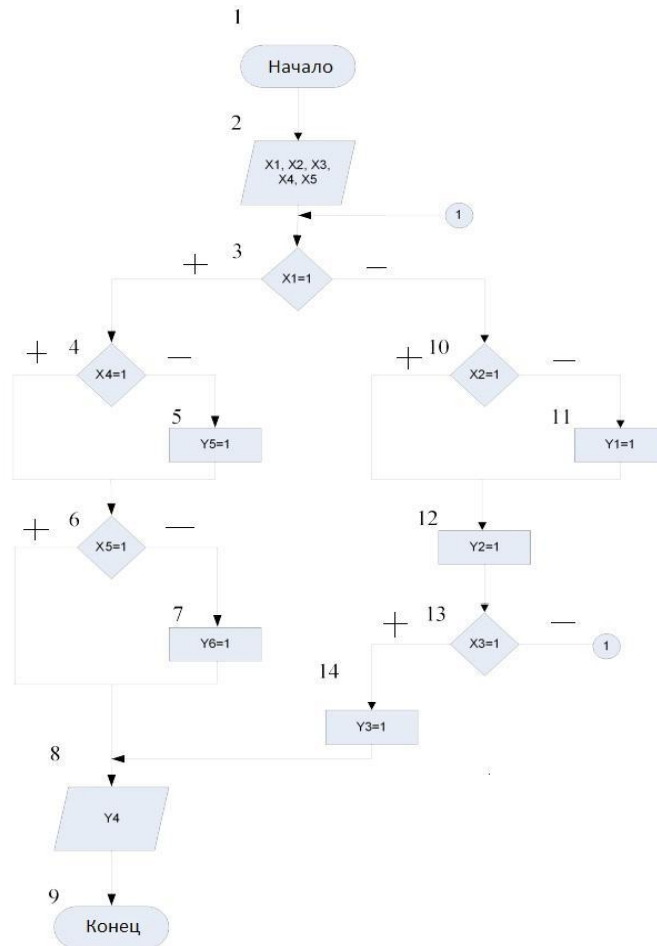 1
Начало
2
X1, X2, X3,
X4, X5
1
3
+
X1=1
—
4
+
X4=1
—
10
+
X2=1
—
5
Y5=1
11
Y1=1
6
+
X5=1
—
12
Y2=1
7
Y6=1
13
+
X3=1
—
1
14
Y3=1
8
Y4
9
Конец